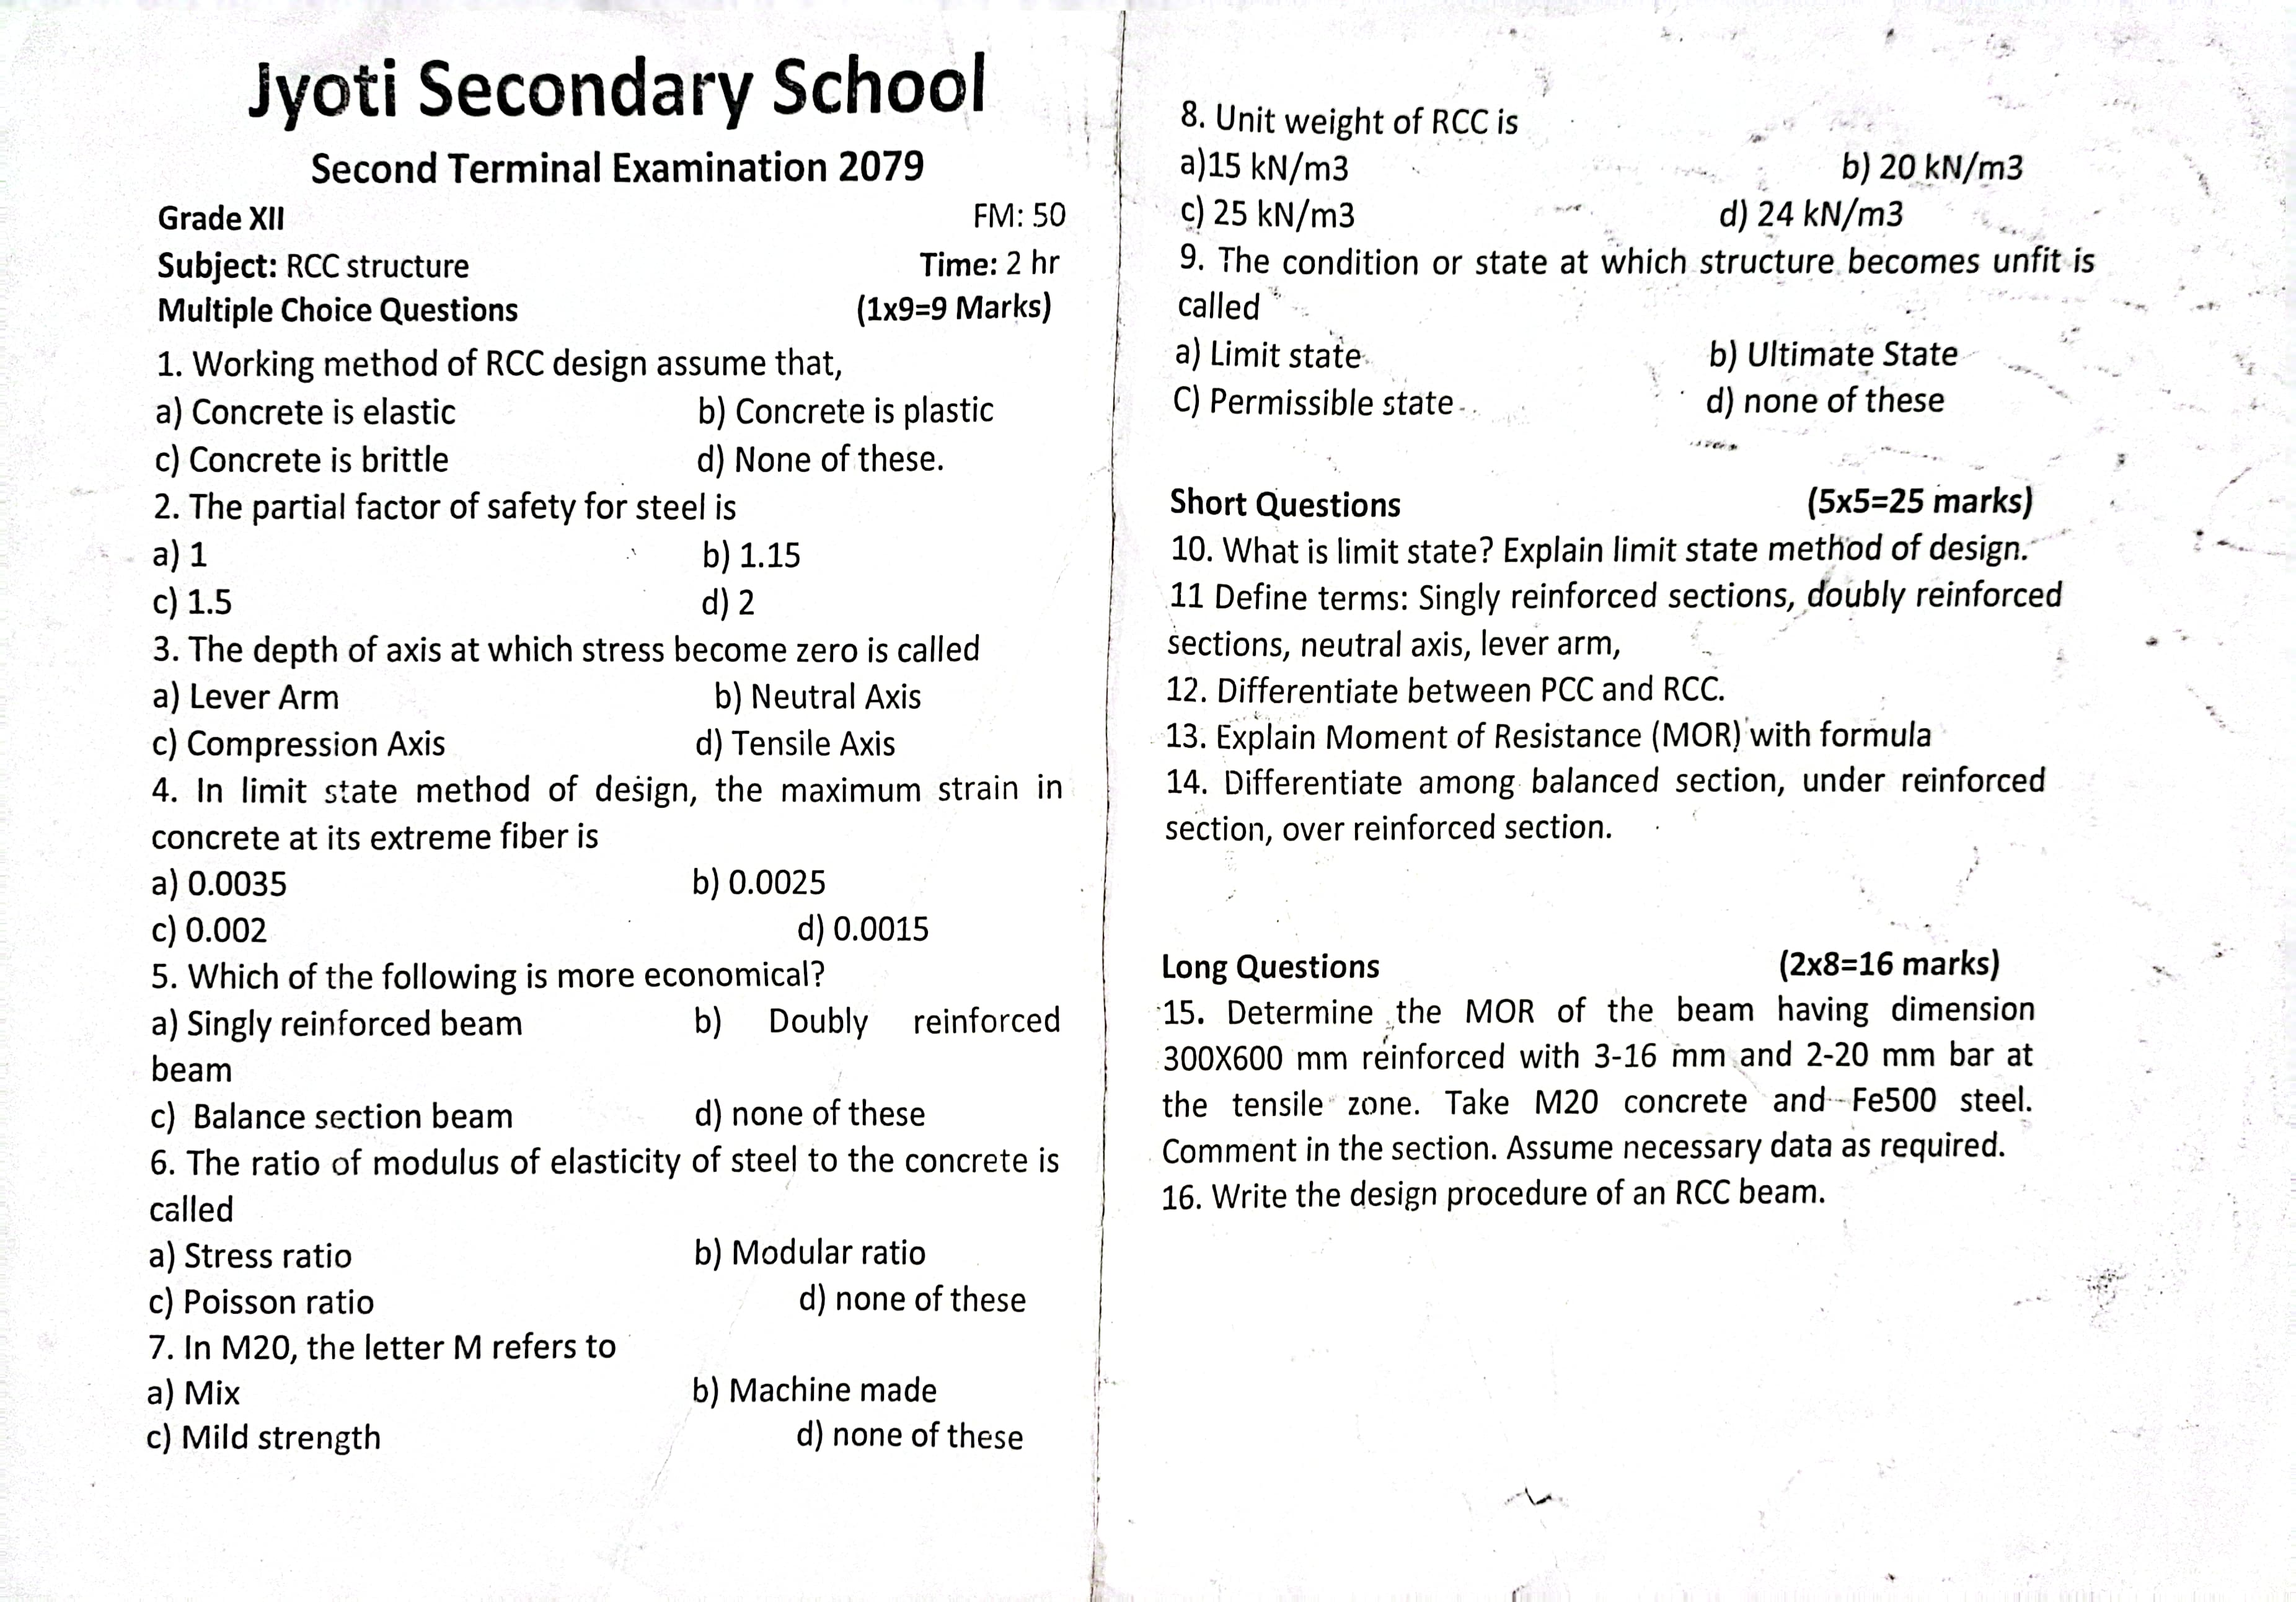 Jyoti Secondary School
Second Terminal Examination 2079
Grade XII FM: 50
Subject: RCC structure Time: 2 hr
Multiple Choice Questions (1x9=9 Marks)
1. Working method of RCC design assume that,
a) Concrete is elastic b) Concrete is plastic
c) Concrete is brittle d) None of these.
2. The partial factor of safety for steel is
a) 1 b) 1.15
c) 1.5 d) 2
3. The depth of axis at which stress become zero is called
a) Lever Arm b) Neutral Axis
c) Compression Axis d) Tensile Axis
4. In limit state method of design, the maximum strain in
concrete at its extreme fiber is
a) 0.0035 b) 0.0025
c) 0.002 d) 0.0015
5. Which of the following is more economical?
a) Singly reinforced beam b) Doubly reinforced
beam
c) Balance section beam d) none of these
6. The ratio of modulus of elasticity of steel to the concrete is
called
a) Stress ratio b) Modular ratio
c) Poisson ratio d) none of these
7. In M20, the letter M refers to
a) Mix b) Machine made
c) Mild strength d) none of these
8. Unit weight of RCC is
a)15 kN/m3 b) 20 kN/m3
c) 25 kN/m3 d) 24 kN/m3
9. The condition or state at which structure becomes unfit is
called
a) Limit state b) Ultimate State
C) Permissible state d) none of these
Short Questions (5x5=25 marks)
10. What is limit state? Explain limit state method of design.
11 Define terms: Singly reinforced sections, doubly reinforced
sections, neutral axis, lever arm,
12. Differentiate between PCC and RCC.
13. Explain Moment of Resistance (MOR) with formula
14. Differentiate among balanced section, under reinforced
section, over reinforced section.
Long Questions (2x8=16 marks)
15. Determine the MOR of the beam having dimension
300X600 mm reinforced with 3-16 mm and 2-20 mm bar at
the tensile zone. Take M20 concrete and Fe500 steel.
Comment in the section. Assume necessary data as required.
16. Write the design procedure of an RCC beam.